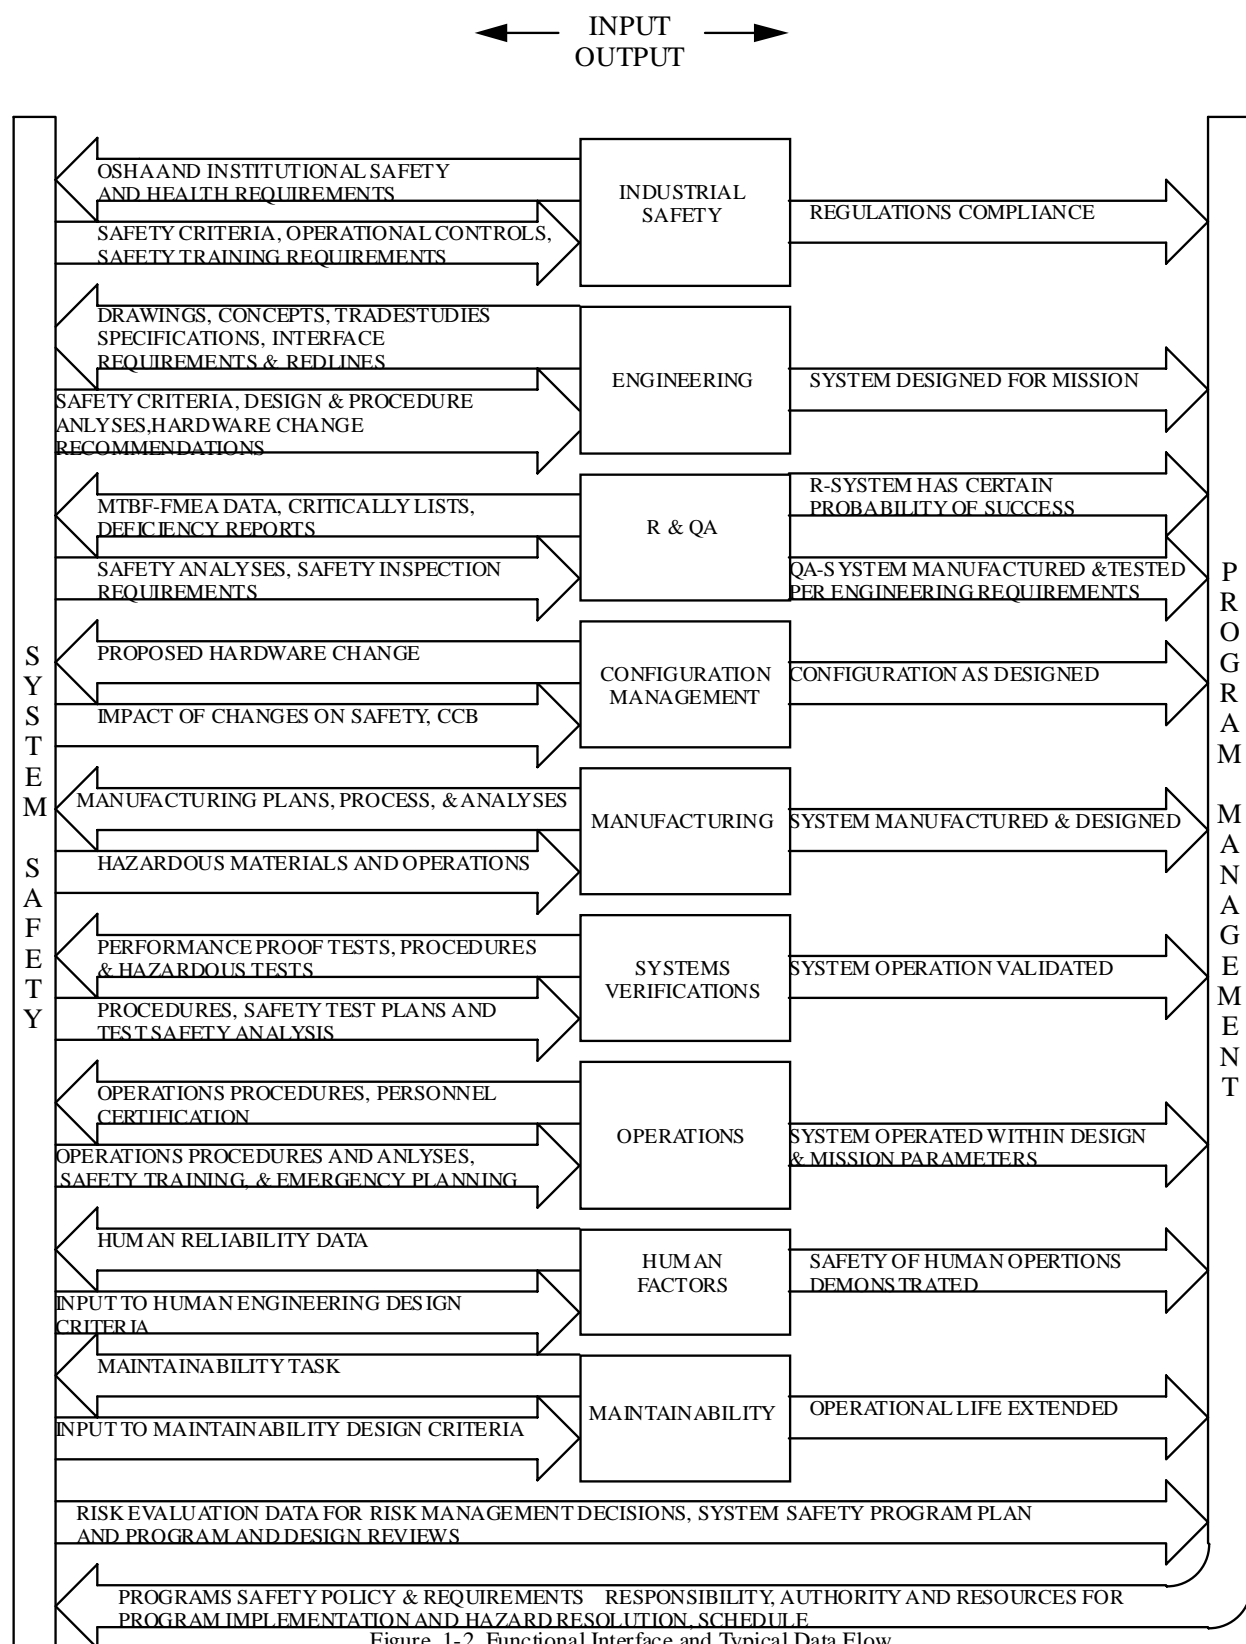 INPUT
OUTPUT
OSHA AND INSTITUTIONAL SAFETY
AND HEALTH REQUIREMENTS
SAFETY CRITERIA, OPERATIONAL CONTROLS,
SAFETY TRAINING REQUIREMENTS
INDUSTRIAL
SAFETY
REGULATIONS COMPLIANCE
DRAWINGS, CONCEPTS, TRADESTUDIES
SPECIFICATIONS, INTERFACE
REQUIREMENTS & REDLINES
SAFETY CRITERIA, DESIGN & PROCEDURE
ANLYSES,HARDWARE CHANGE
RECOMMENDATIONS
ENGINEERING
SYSTEM DESIGNED FOR MISSION
MTBF-FMEA DATA, CRITICALLY LISTS,
DEFICIENCY REPORTS
SAFETY ANALYSES, SAFETY INSPECTION
REQUIREMENTS
R & QA
R-SYSTEM HAS CERTAIN
PROBABILITY OF SUCCESS
QA-SYSTEM MANUFACTURED & TESTED
PER ENGINEERING REQUIREMENTS
PROPOSED HARDWARE CHANGE
IMPACT OF CHANGES ON SAFETY, CCB
CONFIGURATION
MANAGEMENT
CONFIGURATION AS DESIGNED
MANUFACTURING PLANS, PROCESS, & ANALYSES
HAZARDOUS MATERIALS AND OPERATIONS
MANUFACTURING
SYSTEM MANUFACTURED & DESIGNED
PERFORMANCE PROOF TESTS, PROCEDURES
& HAZARDOUS TESTS
PROCEDURES, SAFETY TEST PLANS AND
TEST SAFETY ANALYSIS
SYSTEMS
VERIFICATIONS
SYSTEM OPERATION VALIDATED
OPERATIONS PROCEDURES, PERSONNEL
CERTIFICATION
OPERATIONS PROCEDURES AND ANLYSES,
SAFETY TRAINING, & EMERGENCY PLANNING
OPERATIONS
SYSTEM OPERATED WITHIN DESIGN
& MISSION PARAMETERS
HUMAN RELIABILITY DATA
INPUT TO HUMAN ENGINEERING DESIGN
CRITERIA
HUMAN
FACTORS
SAFETY OF HUMAN OPERTIONS
DEMONSTRATED
MAINTAINABILITY TASK
INPUT TO MAINTAINABILITY DESIGN CRITERIA
MAINTAINABILITY
OPERATIONAL LIFE EXTENDED
RISK EVALUATION DATA FOR RISK MANAGEMENT DECISIONS, SYSTEM SAFETY PROGRAM PLAN
AND PROGRAM AND DESIGN REVIEWS
PROGRAMS SAFETY POLICY & REQUIREMENTS RESPONSIBILITY, AUTHORITY AND RESOURCES FOR
PROGRAM IMPLEMENTATION AND HAZARD RESOLUTION, SCHEDULE
SYSTEM SAFETY
PROGRAM MANAGEMENT
Figure 1-2. Functional Interface and Typical Data Flow